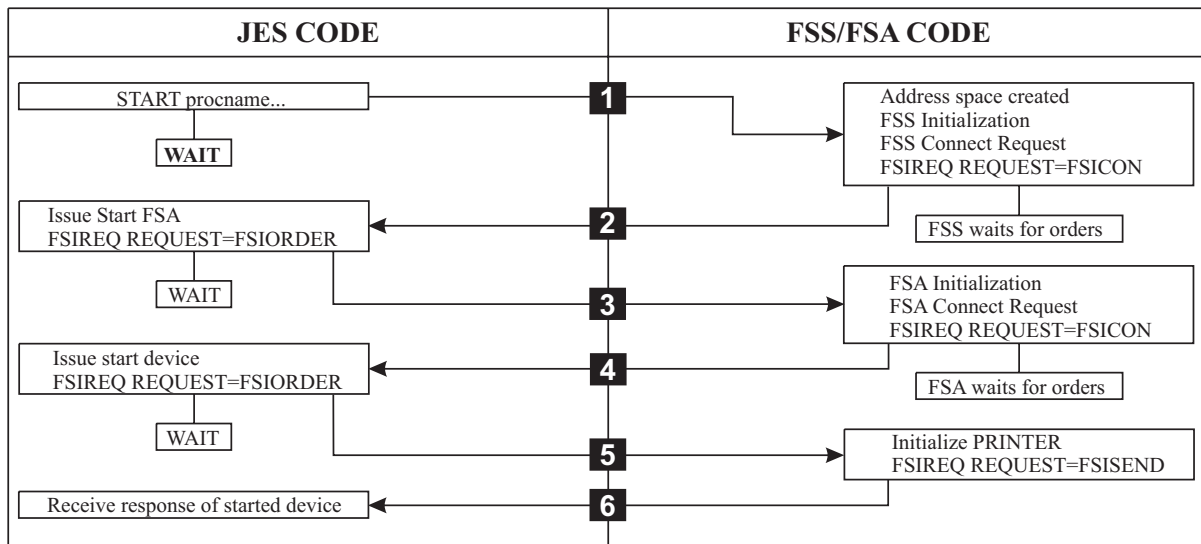 JES CODE
FSS/FSA CODE
START procname...
1
Address space created
FSS Initialization
FSS Connect Request
FSIREQ REQUEST=FSICON
WAIT
Issue Start FSA
FSIREQ REQUEST=FSIORDER
2
FSS waits for orders
WAIT
3
FSA Initialization
FSA Connect Request
FSIREQ REQUEST=FSICON
Issue start device
FSIREQ REQUEST=FSIORDER
4
FSA waits for orders
WAIT
5
Initialize PRINTER
FSIREQ REQUEST=FSISEND
Receive response of started device
6